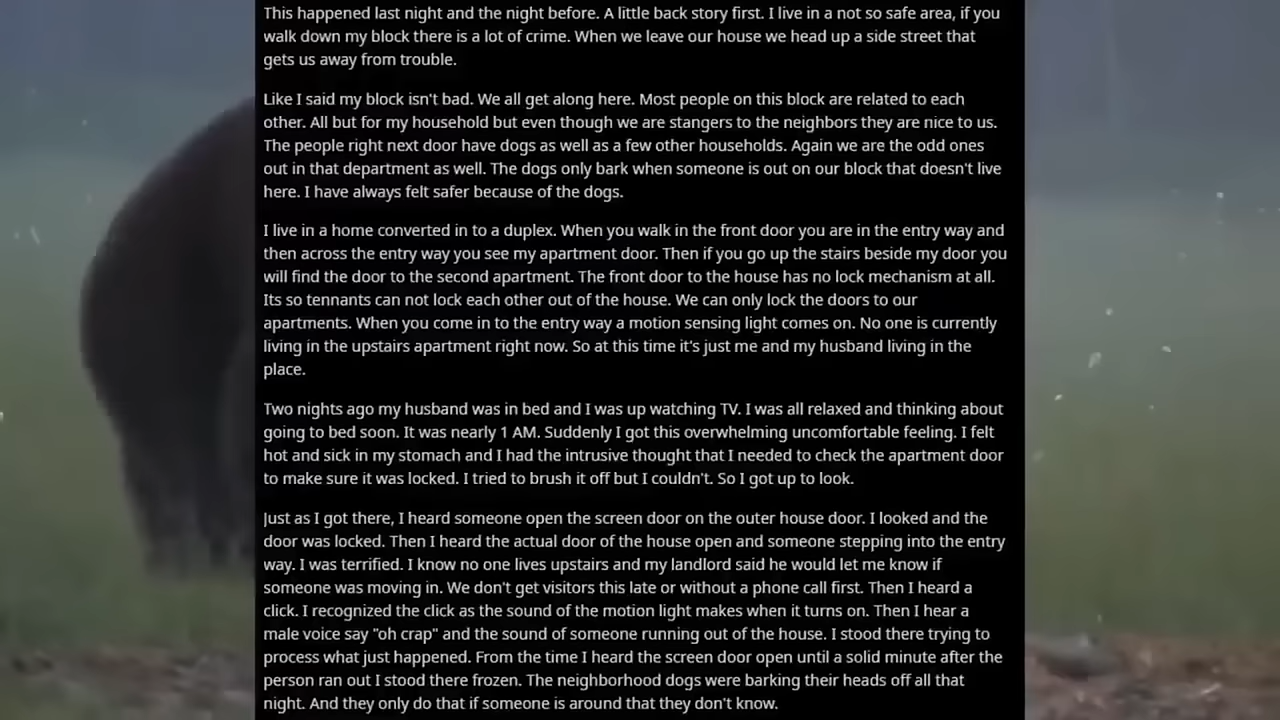 This happened last night and the night before. A little back story first. I live in a not so safe area, if you
walk down my block there is a lot of crime. When we leave our house we head up a side street that
gets us away from trouble.
Like I said my block isn't bad. We all get along here. Most people on this block are related to each
other. All but for my household but even though we are stangers to the neighbors they are nice to us.
The people right next door have dogs as well as a few other households. Again we are the odd ones
out in that department as well. The dogs only bark when someone is out on our block that doesn't live
here. I have always felt safer because of the dogs.
I live in a home converted in to a duplex. When you walk in the front door you are in the entry way and
then across the entry way you see my apartment door. Then if you go up the stairs beside my door you
will find the door to the second apartment. The front door to the house has no lock mechanism at all.
Its so tennants can not lock each other out of the house. We can only lock the doors to our
apartments. When you come in to the entry way a motion sensing light comes on. No one is currently
living in the upstairs apartment right now. So at this time it's just me and my husband living in the
place.
Two nights ago my husband was in bed and I was up watching TV. I was all relaxed and thinking about
going to bed soon. It was nearly 1 AM. Suddenly I got this overwhelming uncomfortable feeling. I felt
hot and sick in my stomach and I had the intrusive thought that I needed to check the apartment door
to make sure it was locked. I tried to brush it off but I couldn't. So I got up to look.
Just as I got there, I heard someone open the screen door on the outer house door. I looked and the
door was locked. Then I heard the actual door of the house open and someone stepping into the entry
way. I was terrified. I know no one lives upstairs and my landlord said he would let me know if
someone was moving in. We don't get visitors this late or without a phone call first. Then I heard a
click. I recognized the click as the sound of the motion light makes when it turns on. Then I hear a
male voice say "oh crap" and the sound of someone running out of the house. I stood there trying to
process what just happened. From the time I heard the screen door open until a solid minute after the
person ran out I stood there frozen. The neighborhood dogs were barking their heads off all that
night. And they only do that if someone is around that they don't know.